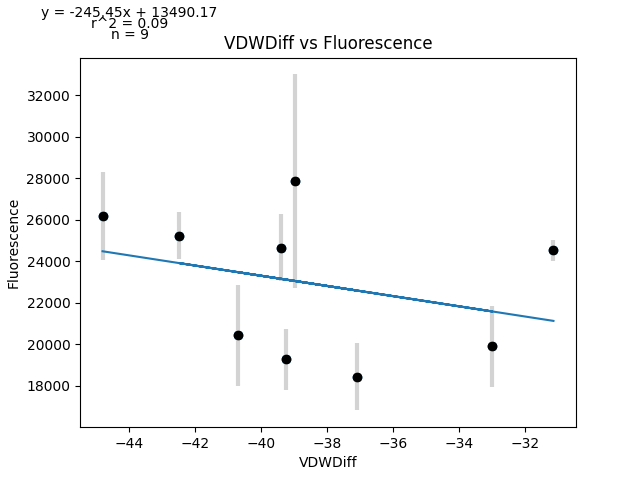 y = -245.45x + 13490.17
r^2 = 0.09
n = 9
VDWDiff vs Fluorescence
Fluorescence
32000
30000
28000
26000
24000
22000
20000
18000
−44 −42 −40 −38 −36 −34 −32
VDWDiff